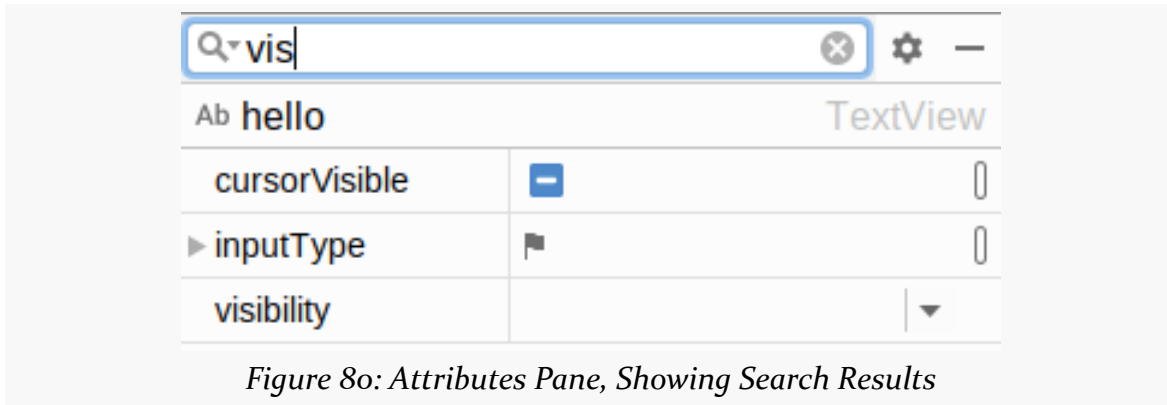 vis
Ab hello TextView
cursorVisible
inputType
visibility
Figure 80: Attributes Pane, Showing Search Results